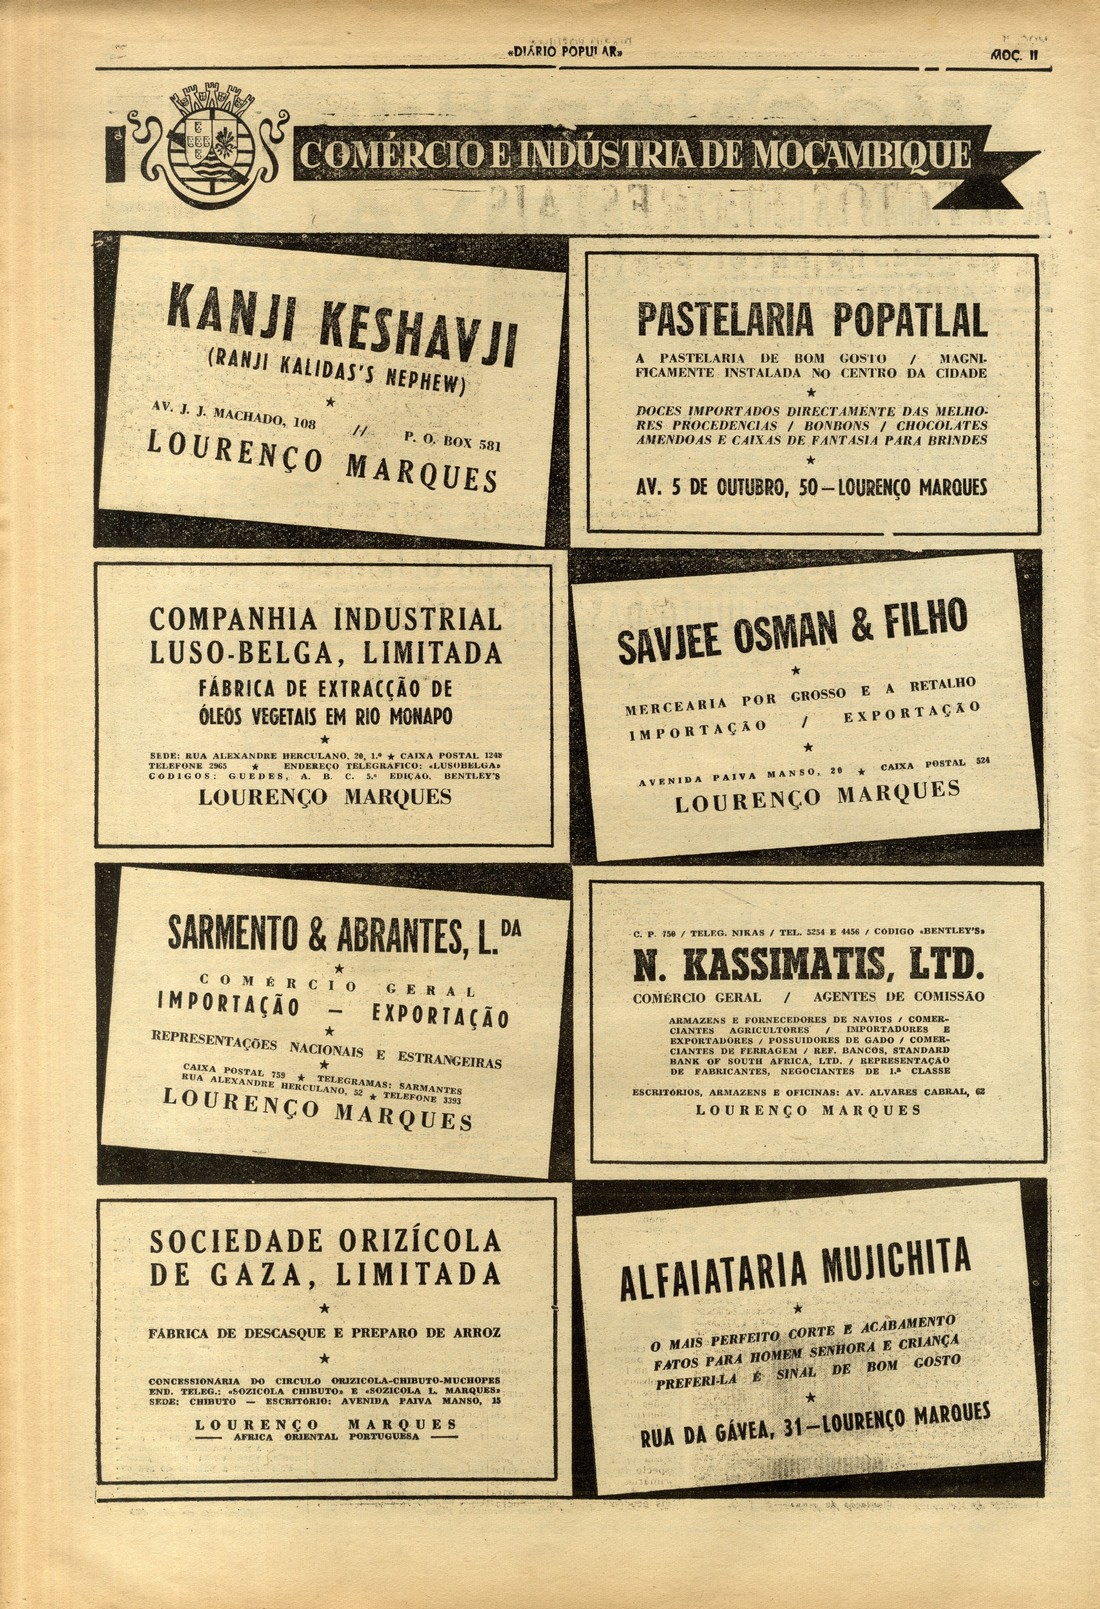 «DIÁRIO POPULAR»
MOÇ. 11
COMÉRCIO E INDÚSTRIA DE MOÇAMBIQUE
KANJI KESHAVJI
(RANJI KALIDAS'S NEPHEW)
★
AV. J. J. MACHADO, 108 // P. O. BOX 581
LOURENÇO MARQUES
PASTELARIA POPATLAL
A PASTELARIA DE BOM GOSTO / MAGNI-
FICAMENTE INSTALADA NO CENTRO DA CIDADE
★
DOCES IMPORTADOS DIRECTAMENTE DAS MELHO-
RES PROCEDENCIAS / BONBONS / CHOCOLATES
AMENDOAS E CAIXAS DE FANTASIA PARA BRINDES
★
AV. 5 DE OUTUBRO, 50 — LOURENÇO MARQUES
COMPANHIA INDUSTRIAL
LUSO-BELGA, LIMITADA
FÁBRICA DE EXTRACÇÃO DE
ÓLEOS VEGETAIS EM RIO MONAPO
★
SEDE: RUA ALEXANDRE HERCULANO, 20, 1.º ★ CAIXA POSTAL 1248
TELEFONE 2965 ★ ENDEREÇO TELEGRÁFICO: «LUSOBELGA»
CÓDIGOS: GUEDES, A. B. C. 5.ª EDIÇÃO, BENTLEY'S
LOURENÇO MARQUES
SAVJEE OSMAN & FILHO
★
MERCEARIA POR GROSSO E A RETALHO
IMPORTAÇÃO / EXPORTAÇÃO
★
AVENIDA PAIVA MANSO, 20 ★ CAIXA POSTAL 524
LOURENÇO MARQUES
SARMENTO & ABRANTES, L.DA
★
COMÉRCIO GERAL
IMPORTAÇÃO — EXPORTAÇÃO
★
REPRESENTAÇÕES NACIONAIS E ESTRANGEIRAS
★
CAIXA POSTAL 759 ★ TELEGRAMAS: SARMANTES
RUA ALEXANDRE HERCULANO, 52 ★ TELEFONE 3393
LOURENÇO MARQUES
C. P. 750 / TELEG. NIKAS / TEL. 5254 E 4456 / CÓDIGO «BENTLEY'S»
N. KASSIMATIS, LTD.
COMÉRCIO GERAL / AGENTES DE COMISSÃO
ARMAZENS E FORNECEDORES DE NAVIOS / COMER-
CIANTES AGRICULTORES / IMPORTADORES E
EXPORTADORES / POSSUIDORES DE GADO / COMER-
CIANTES DE FERRAGEM / REF. BANCOS, STANDARD
BANK OF SOUTH AFRICA, LTD. / REPRESENTAÇÃO
DE FABRICANTES, NEGOCIANTES DE 1.ª CLASSE
ESCRITÓRIOS, ARMAZENS E OFICINAS: AV. ALVARES CABRAL, 62
LOURENÇO MARQUES
SOCIEDADE ORIZÍCOLA
DE GAZA, LIMITADA
★
FÁBRICA DE DESCASQUE E PREPARO DE ARROZ
★
CONCESSIONÁRIA DO CIRCULO ORIZICOLA-CHIBUTO-MUCHOPES
END. TELEG.: «SOZICOLA CHIBUTO» E «SOZICOLA L. MARQUES»
SEDE: CHIBUTO — ESCRITÓRIO: AVENIDA PAIVA MANSO, 15
LOURENÇO MARQUES
AFRICA ORIENTAL PORTUGUESA
ALFAIATARIA MUJICHITA
★
O MAIS PERFEITO CORTE E ACABAMENTO
FATOS PARA HOMEM SENHORA E CRIANÇA
PREFERI-LA É SINAL DE BOM GOSTO
★
RUA DA GÁVEA, 31 — LOURENÇO MARQUES